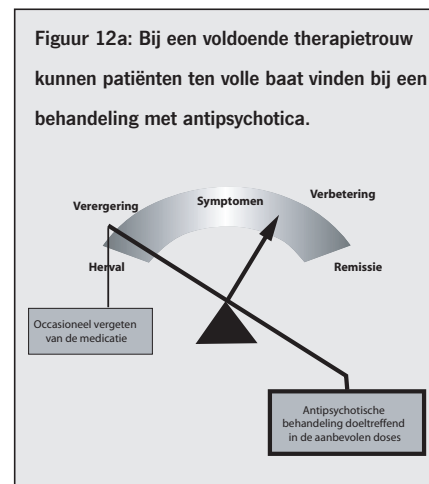 Figuur 12a: Bij een voldoende therapietrouw
kunnen patiënten ten volle baat vinden bij een
behandeling met antipsychotica.
Symptomen
Verergering
Verbetering
Herval
Remissie
Occasioneel vergeten
van de medicatie
Antipsychotische
behandeling doeltreffend
in de aanbevolen doses